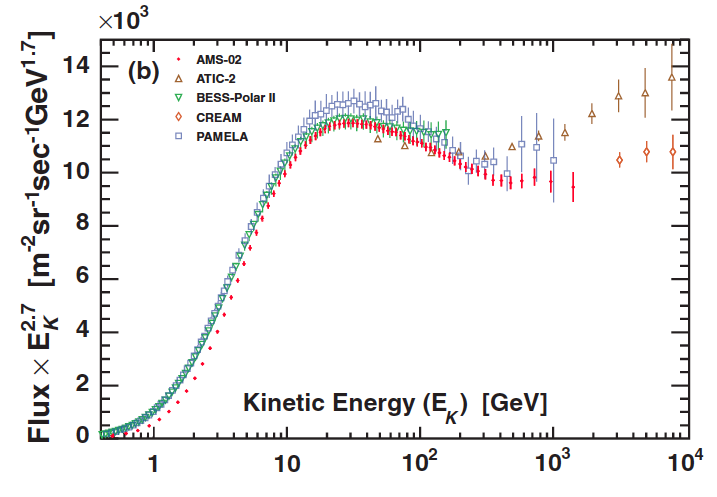 ×10³
Flux × E_K^2.7 [m⁻²sr⁻¹sec⁻¹GeV^1.7]
(b)
AMS-02
ATIC-2
BESS-Polar II
CREAM
PAMELA
14
12
10
8
6
4
2
0
Kinetic Energy (E_K) [GeV]
1 10 10² 10³ 10⁴